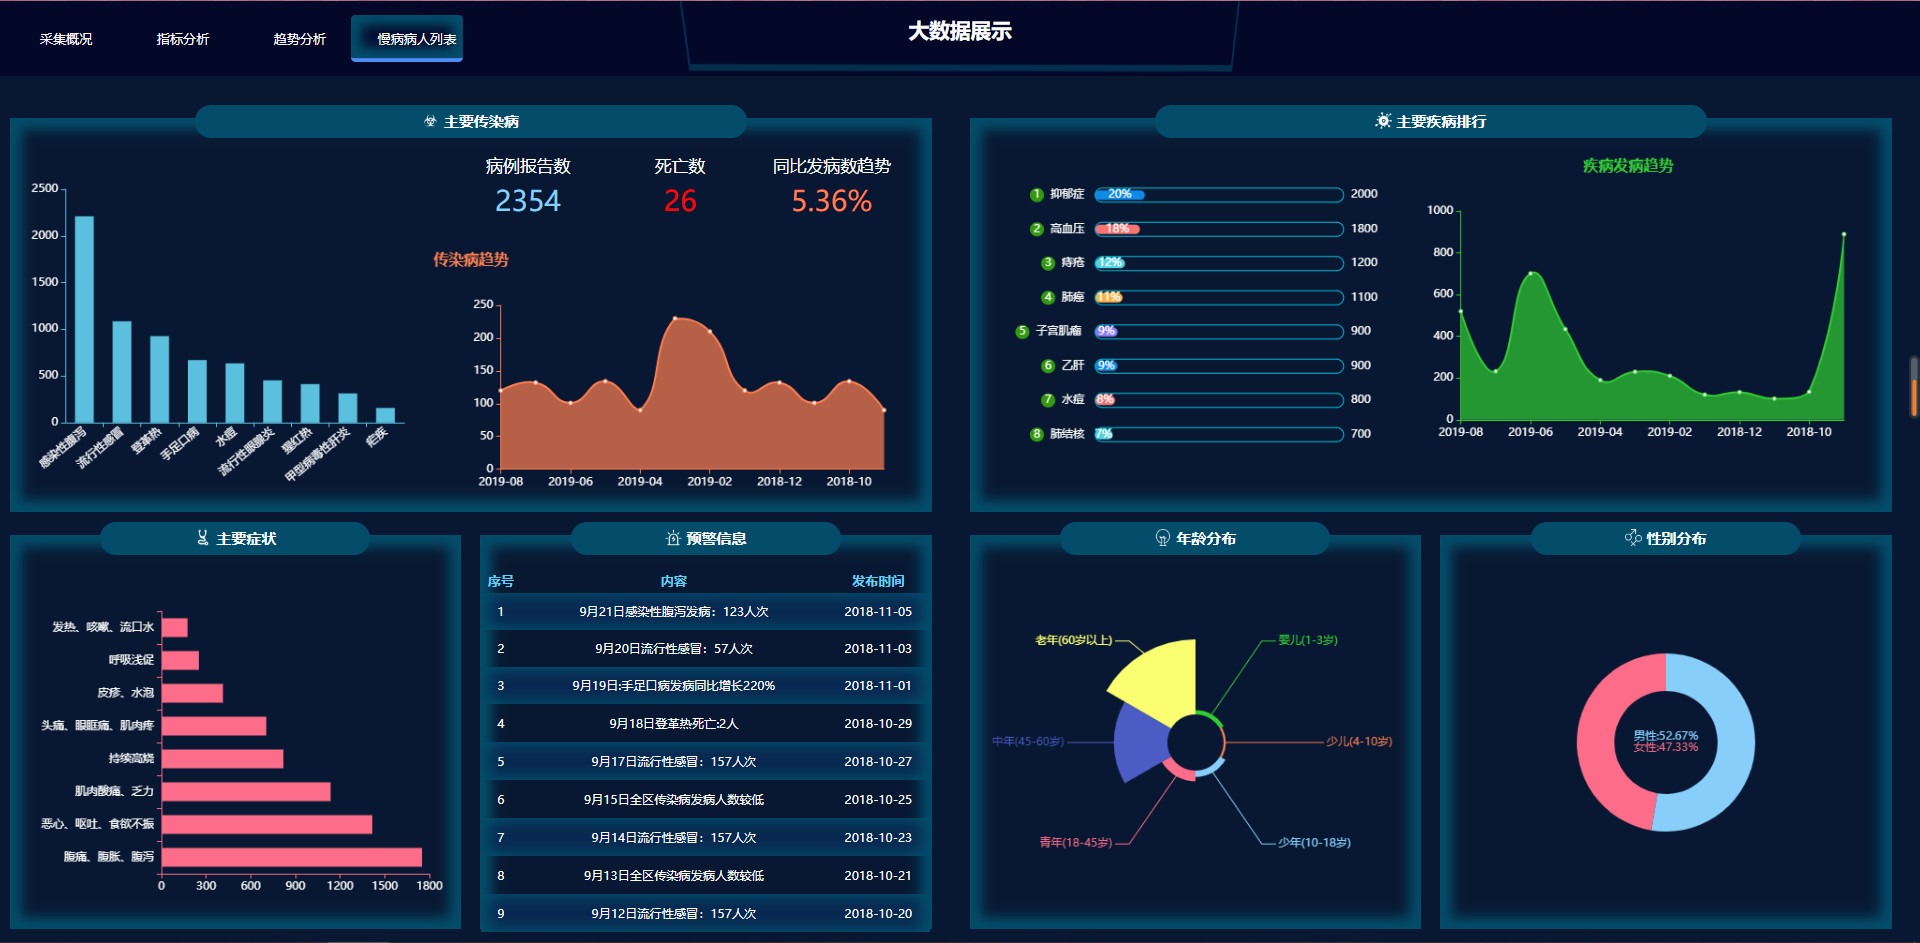 采集概况
指标分析
趋势分析
慢病病人列表
大数据展示
主要传染病
病例报告数
死亡数
同比发病数趋势
2354
26
5.36%
2500
2000
1500
1000
500
0
感染性腹泻
流行性感冒
登革热
手足口病
水痘
流行性腮腺炎
猩红热
甲型病毒性肝炎
疟疾
传染病趋势
250
200
150
100
50
0
2019-08
2019-06
2019-04
2019-02
2018-12
2018-10
主要疾病排行
1 抑郁症 20% 2000
2 高血压 18% 1800
3 痔疮 12% 1200
4 肺癌 11% 1100
5 子宫肌瘤 9% 900
6 乙肝 9% 900
7 水痘 8% 800
8 肺结核 7% 700
疾病发病趋势
1000
800
600
400
200
0
2019-08
2019-06
2019-04
2019-02
2018-12
2018-10
主要症状
发热、咳嗽、流口水
呼吸浅促
皮疹、水泡
头痛、眼眶痛、肌肉疼
持续高烧
肌肉酸痛、乏力
恶心、呕吐、食欲不振
腹痛、腹胀、腹泻
0
300
600
900
1200
1500
1800
预警信息
序号 内容 发布时间
1 9月21日感染性腹泻发病：123人次 2018-11-05
2 9月20日流行性感冒：57人次 2018-11-03
3 9月19日:手足口病发病同比增长220% 2018-11-01
4 9月18日登革热死亡:2人 2018-10-29
5 9月17日流行性感冒：157人次 2018-10-27
6 9月15日全区传染病发病人数较低 2018-10-25
7 9月14日流行性感冒：157人次 2018-10-23
8 9月13日全区传染病发病人数较低 2018-10-21
9 9月12日流行性感冒：157人次 2018-10-20
年龄分布
老年(60岁以上)
婴儿(1-3岁)
中年(45-60岁)
少儿(4-10岁)
青年(18-45岁)
少年(10-18岁)
性别分布
男性:52.67%
女性:47.33%